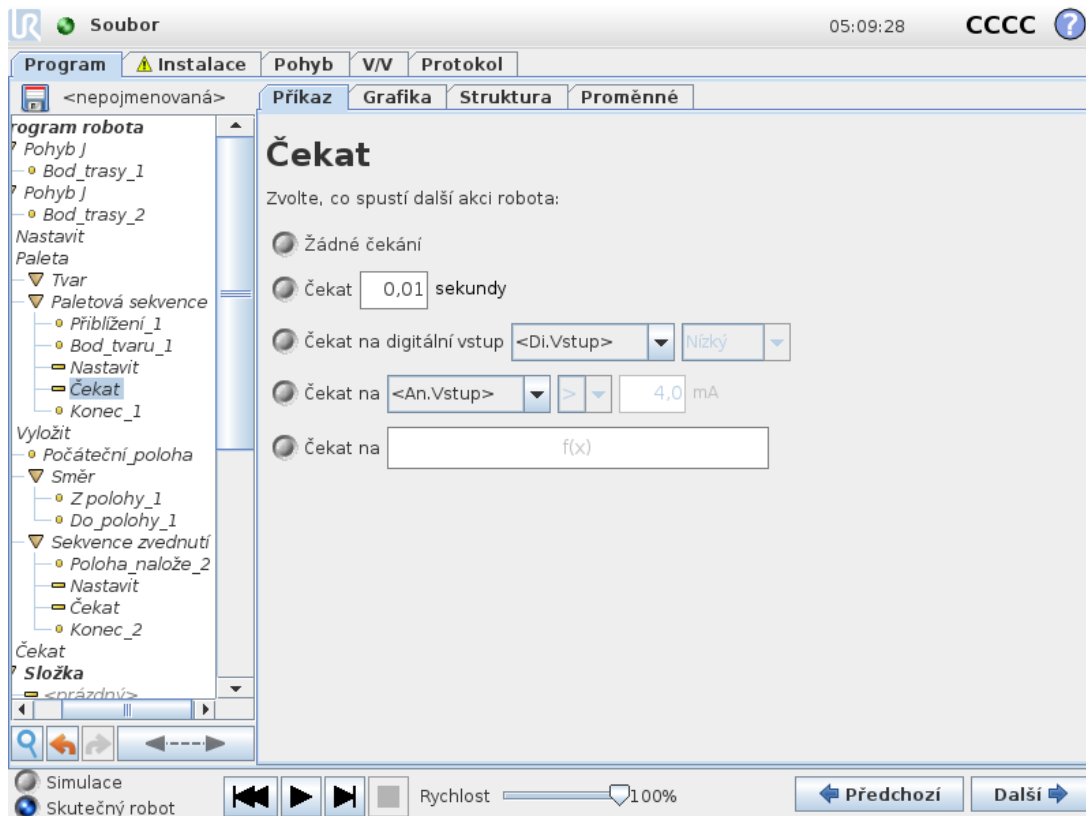 UR Soubor 05:09:28 CCCC ?
Program Instalace Pohyb V/V Protokol
<nepojmenovaná> Příkaz Grafika Struktura Proměnné
rogram robota
Pohyb J
Bod_trasy_1
Pohyb J
Bod_trasy_2
Nastavit
Paleta
Tvar
Paletová sekvence
Přiblížení_1
Bod_tvaru_1
Nastavit
Čekat
Konec_1
Vyložit
Počáteční_poloha
Směr
Z polohy_1
Do_polohy_1
Sekvence zvednutí
Poloha_nalože_2
Nastavit
Čekat
Konec_2
Čekat
Složka
<prázdný>
Čekat
Zvolte, co spustí další akci robota:
Žádné čekání
Čekat 0,01 sekundy
Čekat na digitální vstup <Di.Vstup> Nízký
Čekat na <An.Vstup> > 4,0 mA
Čekat na f(x)
Simulace
Skutečný robot
Rychlost 100%
Předchozí Další